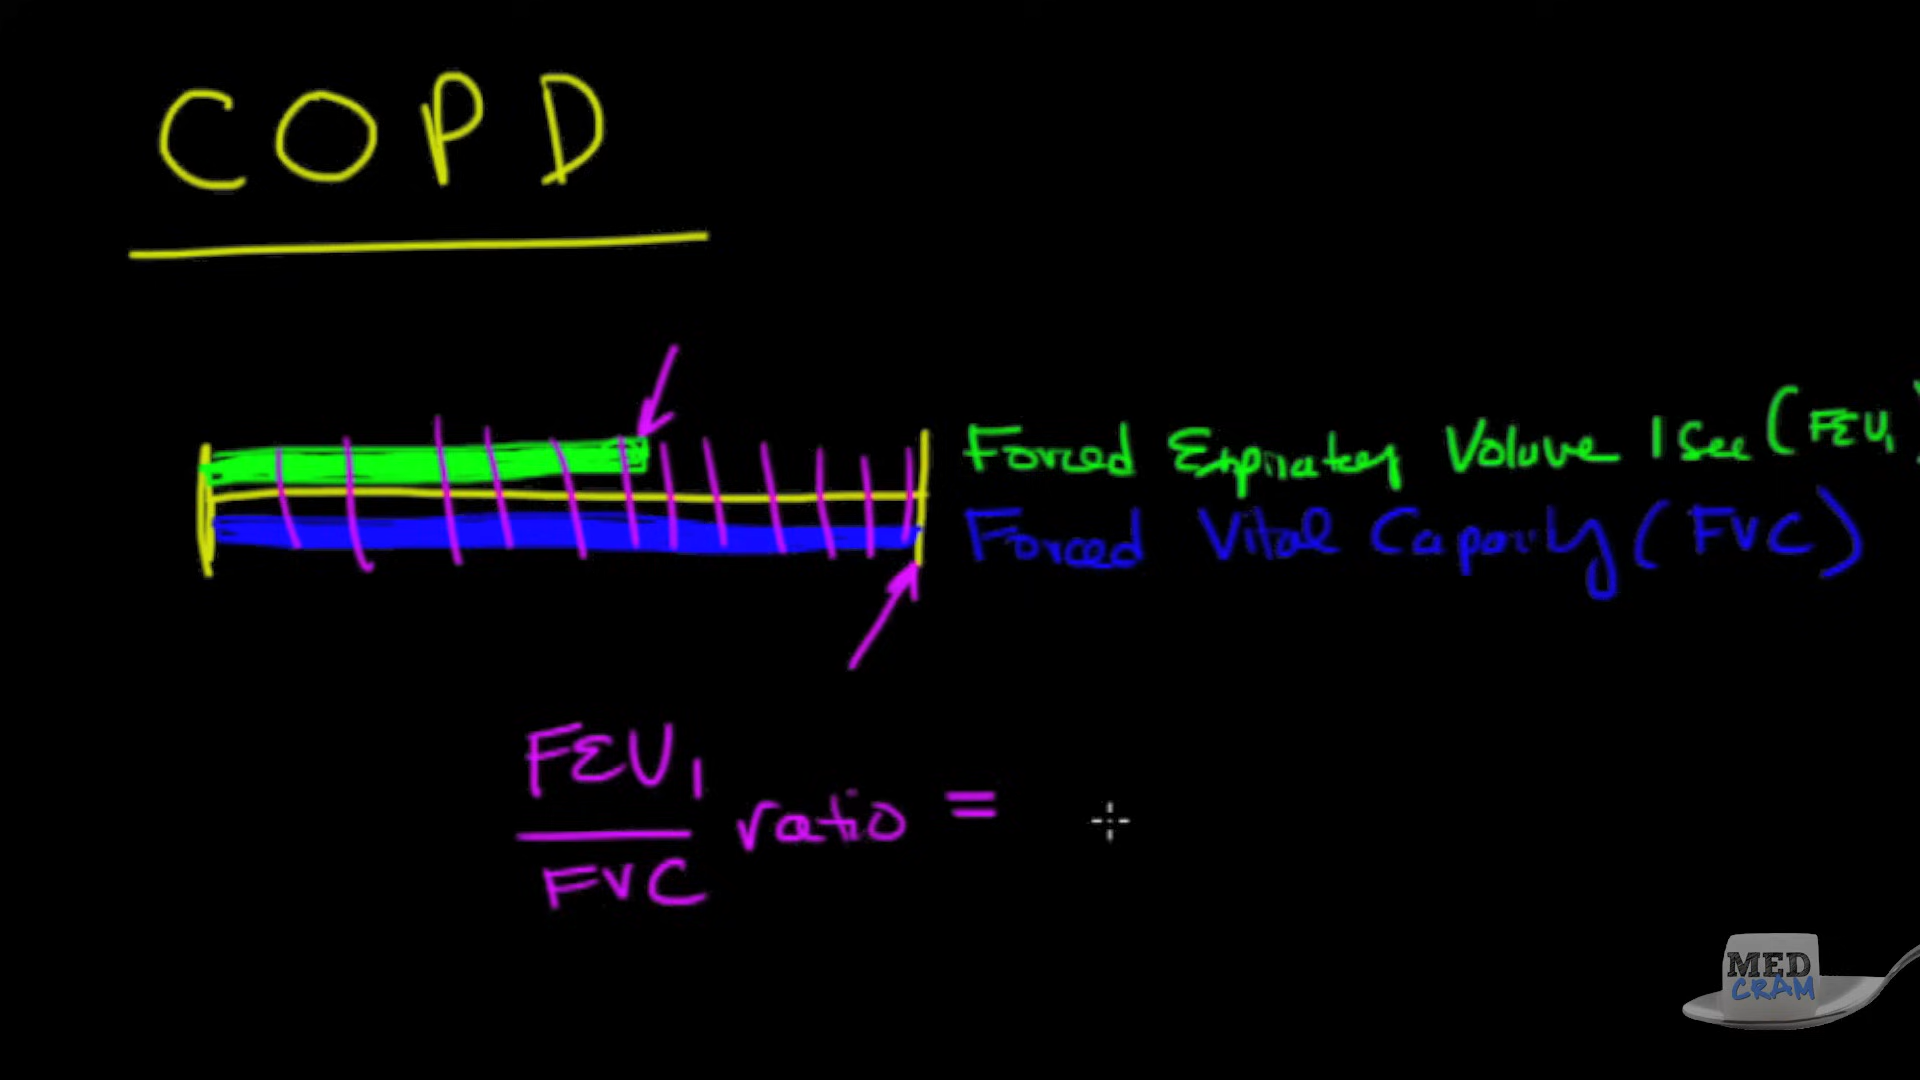 COPD
Forced Expiratory Volume 1 Sec (FEV1)
Forced Vital Capacity (FVC)
FEV1
ratio =
FVC
MED
CRAM